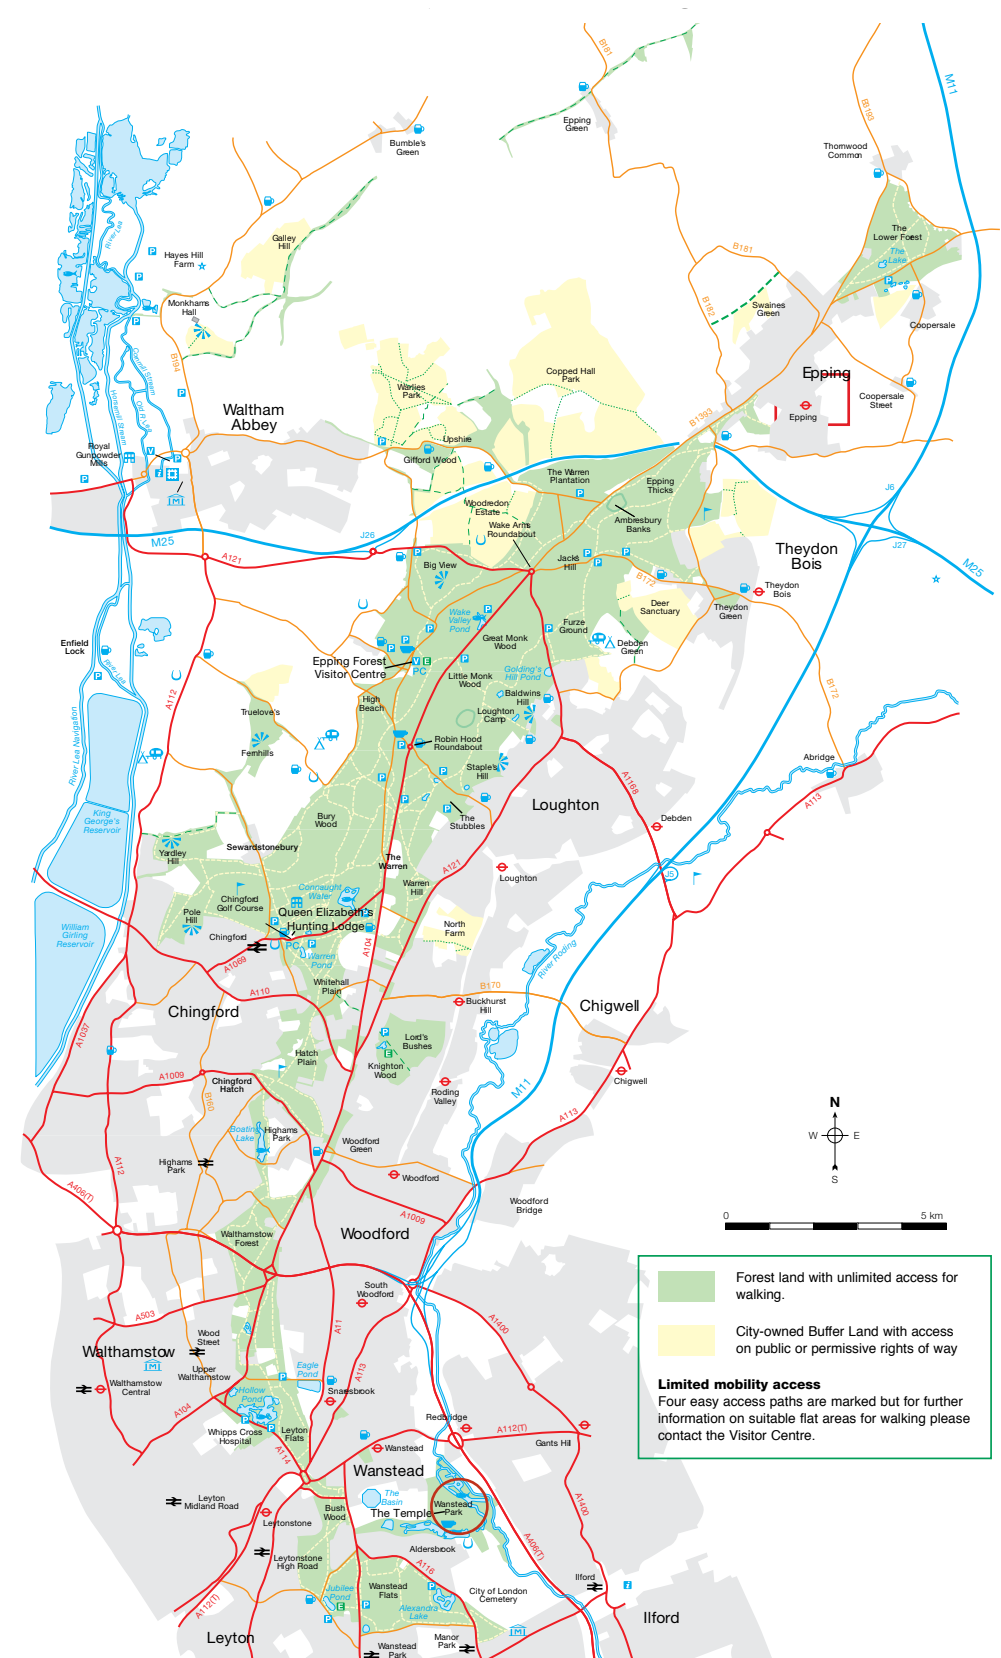 B181
M11
Epping
Green
B1393
Bumble's
Green
Thornwood
Common
River Lea
Galley
Hill
The
Lower Forest
The
Lake
Hayes Hill
Farm
B181
Monkhams
Hall
B182
Swaines
Green
Coopersale
Cornmill Stream
B194
Horsemill Stream
Old R Lea
Warlies
Park
Copped Hall
Park
Epping
Epping
Coopersale
Street
Waltham
Abbey
B1393
Royal
Gunpowder
Mills
Upshire
Gifford Wood
The Warren
Plantation
Epping
Thicks
J6
Woodredon
Estate
Wake Arms
Roundabout
Ambresbury
Banks
M25
J26
A121
J27
M25
Theydon
Bois
Big View
Jack's
Hill
B172
Theydon
Bois
Deer
Sanctuary
Theydon
Green
Wake
Valley
Pond
Furze
Ground
Great Monk
Wood
Debden
Green
Enfield
Lock
River Lea
Epping Forest
Visitor Centre
V E
PC
Golding's
Hill Pond
Little Monk
Wood
Baldwins
Hill
B172
A112
High
Beach
Loughton
Camp
Truelove's
River Lea Navigation
Fernhills
Robin Hood
Roundabout
Staple's
Hill
Abridge
A1168
A113
Loughton
King
George's
Reservoir
Bury
Wood
The
Stubbles
Debden
Yardley
Hill
Sewardstonebury
The
Warren
A121
Loughton
J5
Connaught
Water
Warren
Hill
Chingford
Golf Course
Pole
Hill
Queen Elizabeth's
Hunting Lodge
North
Farm
William
Girling
Reservoir
Chingford
PC
Warren
Pond
A104
River Roding
A1069
Whitehall
Plain
A110
B170
Buckhurst
Hill
Chigwell
Chingford
A1037
Lord's
Bushes
Hatch
Plain
Knighton
Wood
A1009
Chingford
Hatch
Roding
Valley
M11
Chigwell
B160
A113
N
W E
S
Boating
Lake
Highams
Park
Woodford
Green
A112
Highams
Park
Woodford
A406(T)
A1009
Woodford
Bridge
0 5 km
Walthamstow
Forest
Woodford
South
Woodford
Forest land with unlimited access for
walking.
A503
A11
A1400
City-owned Buffer Land with access
on public or permissive rights of way
Wood
Street
Walthamstow
Upper
Walthamstow
Eagle
Pond
A113
Limited mobility access
Four easy access paths are marked but for further
information on suitable flat areas for walking please
contact the Visitor Centre.
Walthamstow
Central
Hollow
Pond
Snaresbrook
A104
Redbridge
A112(T)
Whipps Cross
Hospital
Leyton
Flats
Gants Hill
A114
Wanstead
Wanstead
Leyton
Midland Road
The
Basin
Wanstead
Park
A1400
Bush
Wood
The Temple
Leytonstone
A406(T)
Leytonstone
High Road
Aldersbrook
A116
Ilford
Jubilee
Pond
Wanstead
Flats
City of London
Cemetery
A112(T)
E
Alexandra
Lake
Ilford
Leyton
Wanstead
Park
Manor
Park